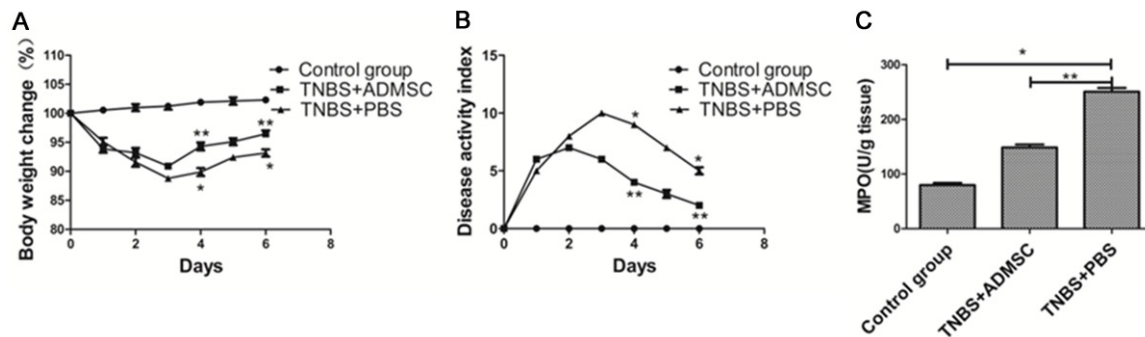 A
Body weight change (%)
110
105
100
95
90
85
80
0
2
4
6
8
Days
Control group
TNBS+ADMSC
TNBS+PBS
**
**
*
*
B
Disease activity index
15
10
5
0
0
2
4
6
8
Days
Control group
TNBS+ADMSC
TNBS+PBS
*
*
**
**
C
MPO(U/g tissue)
300
200
100
0
*
**
Control group
TNBS+ADMSC
TNBS+PBS